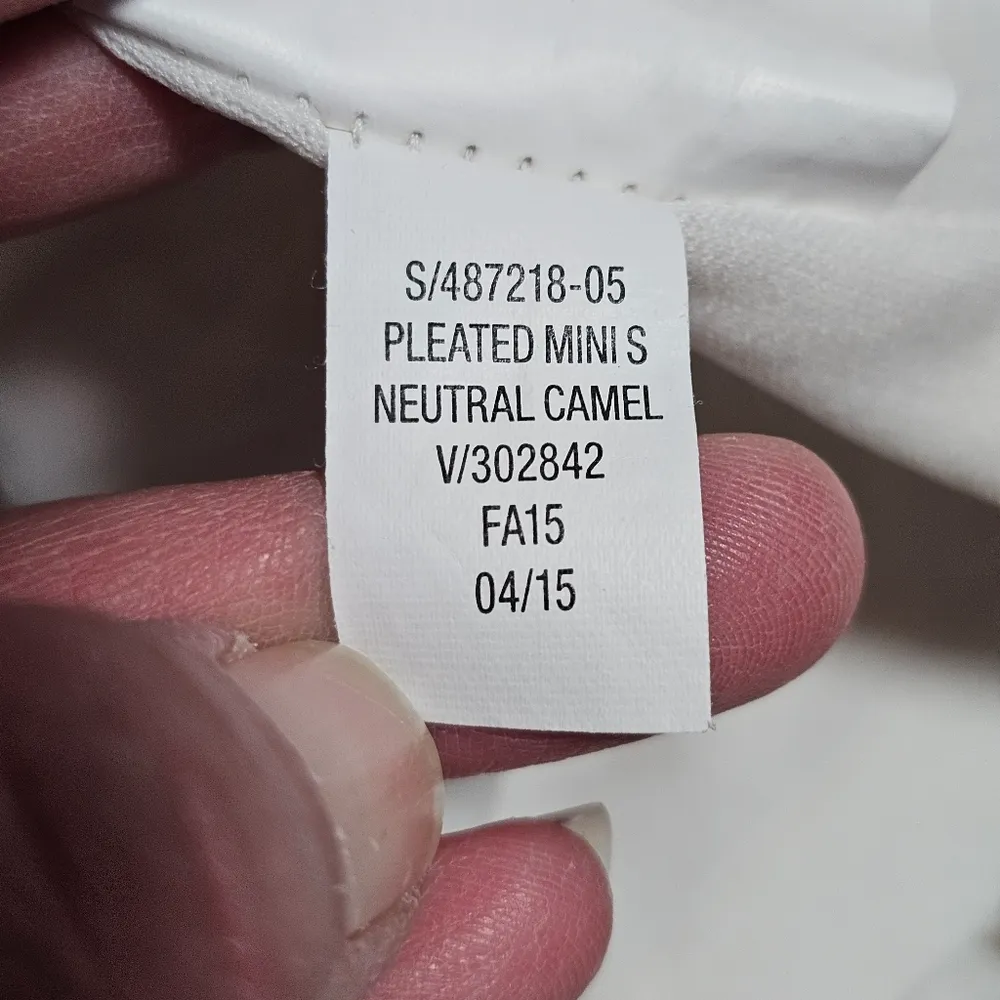 S/487218-05
PLEATED MINI S
NEUTRAL CAMEL
V/302842
FA15
04/15